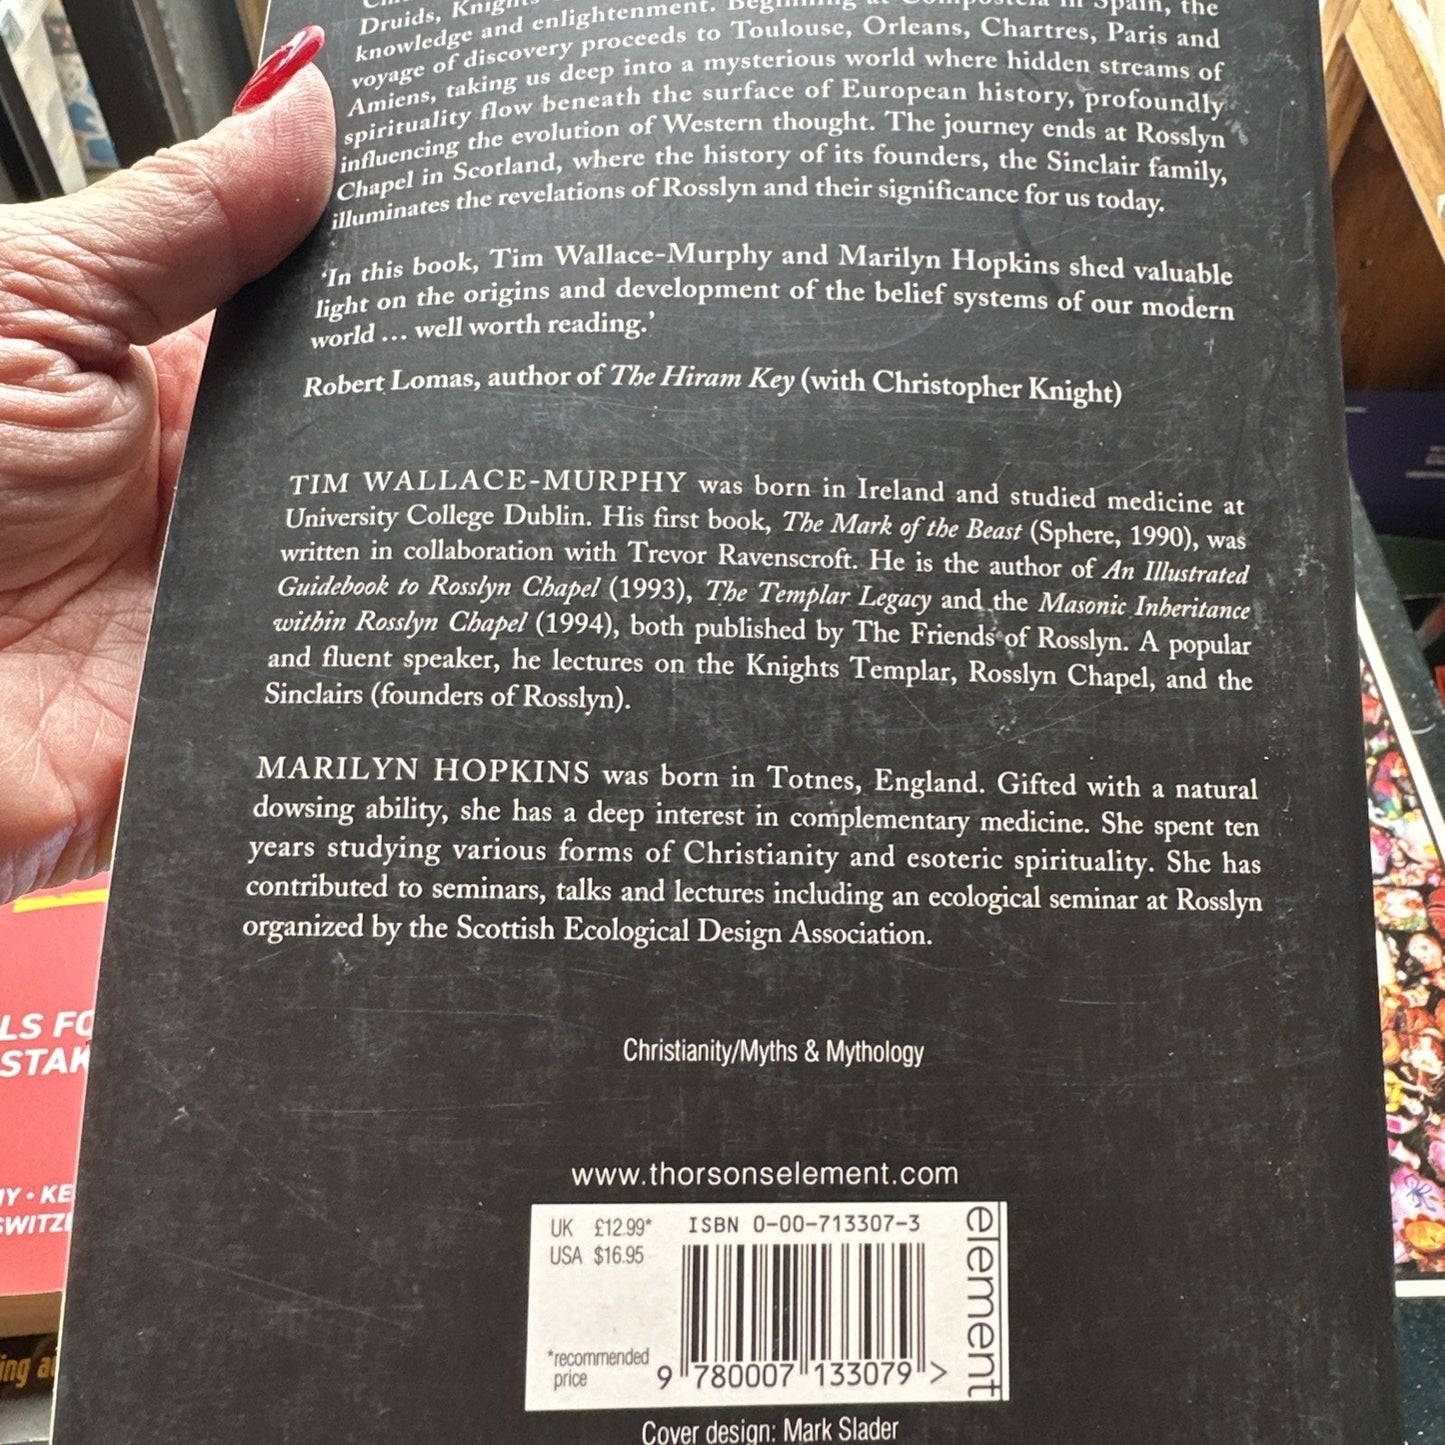 Druids, Knights
knowledge and enlightenment. Beginning at Compostela in Spain, the
voyage of discovery proceeds to Toulouse, Orleans, Chartres, Paris and
Amiens, taking us deep into a mysterious world where hidden streams of
spirituality flow beneath the surface of European history, profoundly
influencing the evolution of Western thought. The journey ends at Rosslyn
Chapel in Scotland, where the history of its founders, the Sinclair family,
illuminates the revelations of Rosslyn and their significance for us today.
‘In this book, Tim Wallace-Murphy and Marilyn Hopkins shed valuable
light on the origins and development of the belief systems of our modern
world ... well worth reading.’
Robert Lomas, author of The Hiram Key (with Christopher Knight)
TIM WALLACE-MURPHY was born in Ireland and studied medicine at
University College Dublin. His first book, The Mark of the Beast (Sphere, 1990), was
written in collaboration with Trevor Ravenscroft. He is the author of An Illustrated
Guidebook to Rosslyn Chapel (1993), The Templar Legacy and the Masonic Inheritance
within Rosslyn Chapel (1994), both published by The Friends of Rosslyn. A popular
and fluent speaker, he lectures on the Knights Templar, Rosslyn Chapel, and the
Sinclairs (founders of Rosslyn).
MARILYN HOPKINS was born in Totnes, England. Gifted with a natural
dowsing ability, she has a deep interest in complementary medicine. She spent ten
years studying various forms of Christianity and esoteric spirituality. She has
contributed to seminars, talks and lectures including an ecological seminar at Rosslyn
organized by the Scottish Ecological Design Association.
Christianity/Myths & Mythology
www.thorsonselement.com
UK £12.99*
USA $16.95
*recommended
price
ISBN 0-00-713307-3
9 780007 133079 >
element
Cover design: Mark Slader
LS FO
STAK
NY • KE
SWITZ
ing a